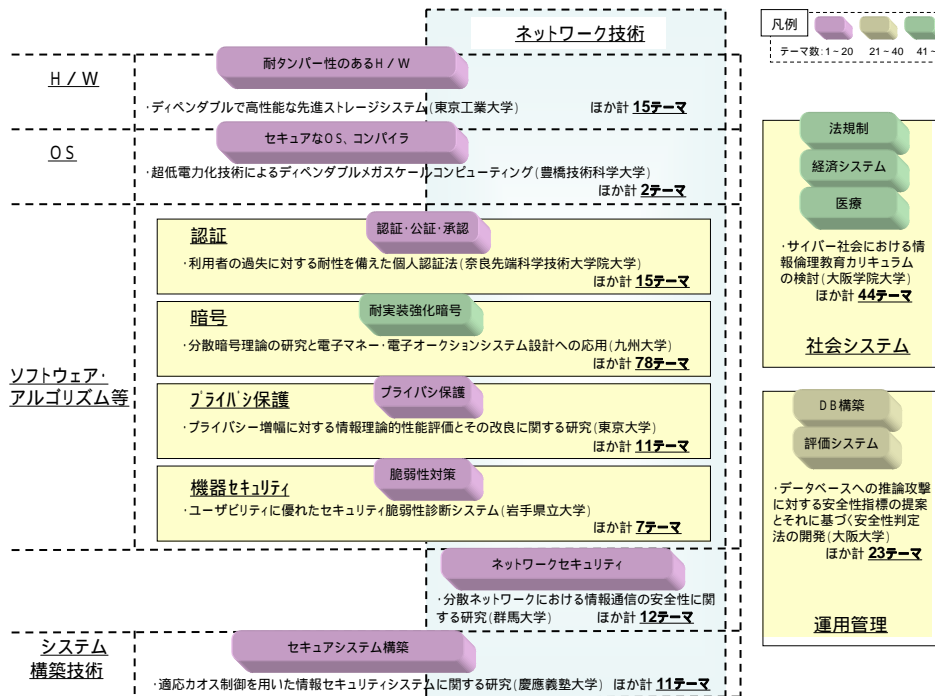 ネットワーク技術
凡例
テーマ数:1~20 21~40 41~
H/W
耐タンパー性のあるH/W
・ディペンダブルで高性能な先進ストレージシステム(東京工業大学) ほか計 15テーマ
OS
セキュアなOS、コンパイラ
・超低電力化技術によるディペンダブルメガスケールコンピューティング(豊橋技術科学大学)
ほか計 2テーマ
ソフトウェア・
アルゴリズム等
認証
認証・公証・承認
・利用者の過失に対する耐性を備えた個人認証法(奈良先端科学技術大学院大学)
ほか計 15テーマ
暗号
耐実装強化暗号
・分散暗号理論の研究と電子マネー・電子オークションシステム設計への応用(九州大学)
ほか計 78テーマ
プライバシ保護
プライバシ保護
・プライバシー増幅に対する情報理論的性能評価とその改良に関する研究(東京大学)
ほか計 11テーマ
機器セキュリティ
脆弱性対策
・ユーザビリティに優れたセキュリティ脆弱性診断システム(岩手県立大学)
ほか計 7テーマ
ネットワークセキュリティ
・分散ネットワークにおける情報通信の安全性に関
する研究(群馬大学) ほか計 12テーマ
システム
構築技術
セキュアシステム構築
・適応カオス制御を用いた情報セキュリティシステムに関する研究(慶應義塾大学) ほか計 11テーマ
法規制
経済システム
医療
・サイバー社会における情
報倫理教育カリキュラム
の検討(大阪学院大学)
ほか計 44テーマ
社会システム
DB構築
評価システム
・データベースへの推論攻撃
に対する安全性指標の提案
とそれに基づく安全性判定
法の開発(大阪大学)
ほか計 23テーマ
運用管理